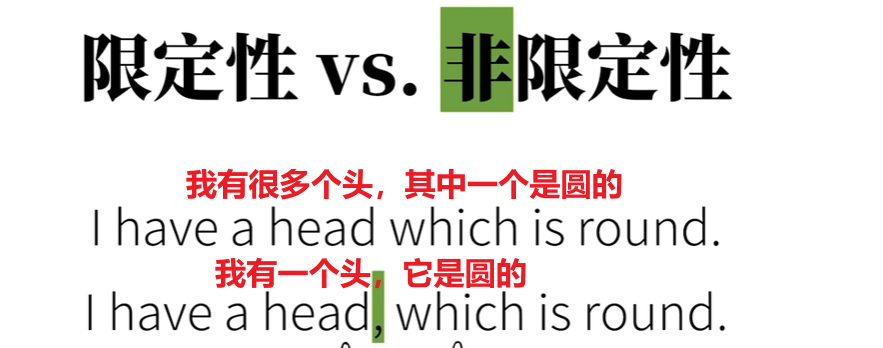 限定性 vs. 非限定性
我有很多个头，其中一个是圆的
I have a head which is round.
我有一个头，它是圆的
I have a head, which is round.